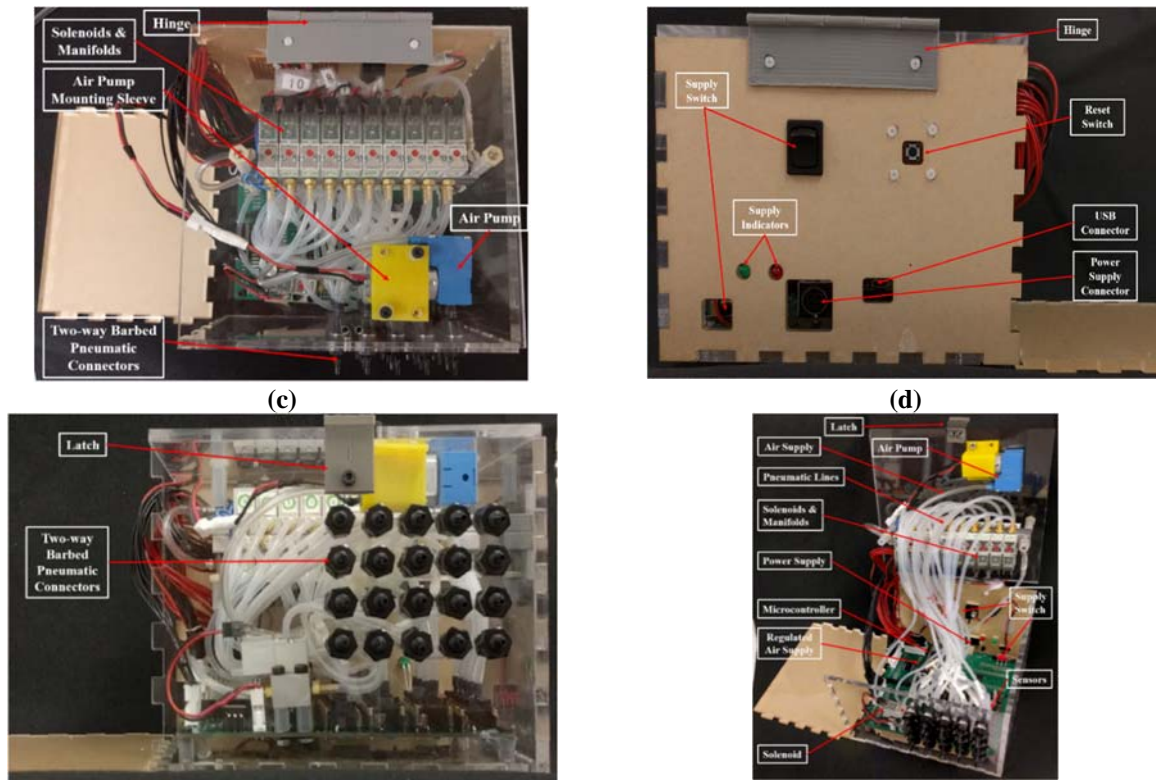 Hinge
Solenoids &
Manifolds
Air Pump
Mounting Sleeve
10
Air Pump
Two-way Barbed
Pneumatic
Connectors
Hinge
Supply
Switch
Reset
Switch
Supply
Indicators
USB
Connector
Power
Supply
Connector
(c)
(d)
Latch
Two-way
Barbed
Pneumatic
Connectors
Latch
Air Supply
Air Pump
Pneumatic Lines
Solenoids &
Manifolds
Power Supply
Supply
Switch
Microcontroller
Regulated
Air Supply
Sensors
Solenoid